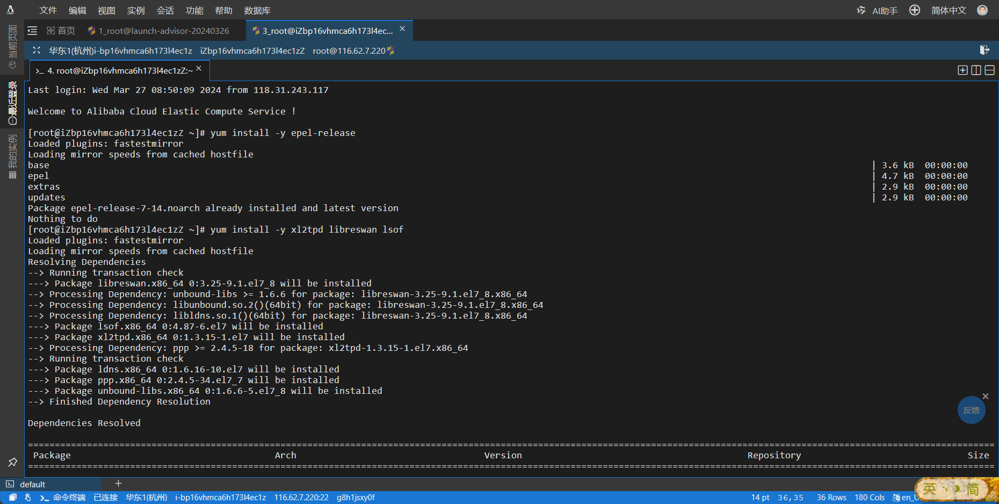 文件 编辑 视图 实例 会话 功能 帮助 数据库 AI助手 简体中文
首页 1_root@launch-advisor-20240326 3_root@iZbp16vhmca6h173l4ec...
华东1(杭州)i-bp16vhmca6h173l4ec1z iZbp16vhmca6h173l4ec1zZ root@116.62.7.220
4. root@iZbp16vhmca6h173l4ec1zZ:~
当前页面
最近登录
我的实例
Last login: Wed Mar 27 08:50:09 2024 from 118.31.243.117
Welcome to Alibaba Cloud Elastic Compute Service !
[root@iZbp16vhmca6h173l4ec1zZ ~]# yum install -y epel-release
Loaded plugins: fastestmirror
Loading mirror speeds from cached hostfile
base | 3.6 kB 00:00:00
epel | 4.7 kB 00:00:00
extras | 2.9 kB 00:00:00
updates | 2.9 kB 00:00:00
Package epel-release-7-14.noarch already installed and latest version
Nothing to do
[root@iZbp16vhmca6h173l4ec1zZ ~]# yum install -y xl2tpd libreswan lsof
Loaded plugins: fastestmirror
Loading mirror speeds from cached hostfile
Resolving Dependencies
--> Running transaction check
---> Package libreswan.x86_64 0:3.25-9.1.el7_8 will be installed
--> Processing Dependency: unbound-libs >= 1.6.6 for package: libreswan-3.25-9.1.el7_8.x86_64
--> Processing Dependency: libunbound.so.2()(64bit) for package: libreswan-3.25-9.1.el7_8.x86_64
--> Processing Dependency: libldns.so.1()(64bit) for package: libreswan-3.25-9.1.el7_8.x86_64
---> Package lsof.x86_64 0:4.87-6.el7 will be installed
---> Package xl2tpd.x86_64 0:1.3.15-1.el7 will be installed
--> Processing Dependency: ppp >= 2.4.5-18 for package: xl2tpd-1.3.15-1.el7.x86_64
--> Running transaction check
---> Package ldns.x86_64 0:1.6.16-10.el7 will be installed
---> Package ppp.x86_64 0:2.4.5-34.el7_7 will be installed
---> Package unbound-libs.x86_64 0:1.6.6-5.el7_8 will be installed
--> Finished Dependency Resolution
反馈
Dependencies Resolved
Package Arch Version Repository Size
default
命令终端 已连接 华东1(杭州) i-bp16vhmca6h173l4ec1z 116.62.7.220:22 g8h1jsxy0f 14 pt 36,35 36 Rows 180 Cols en_U
英 简